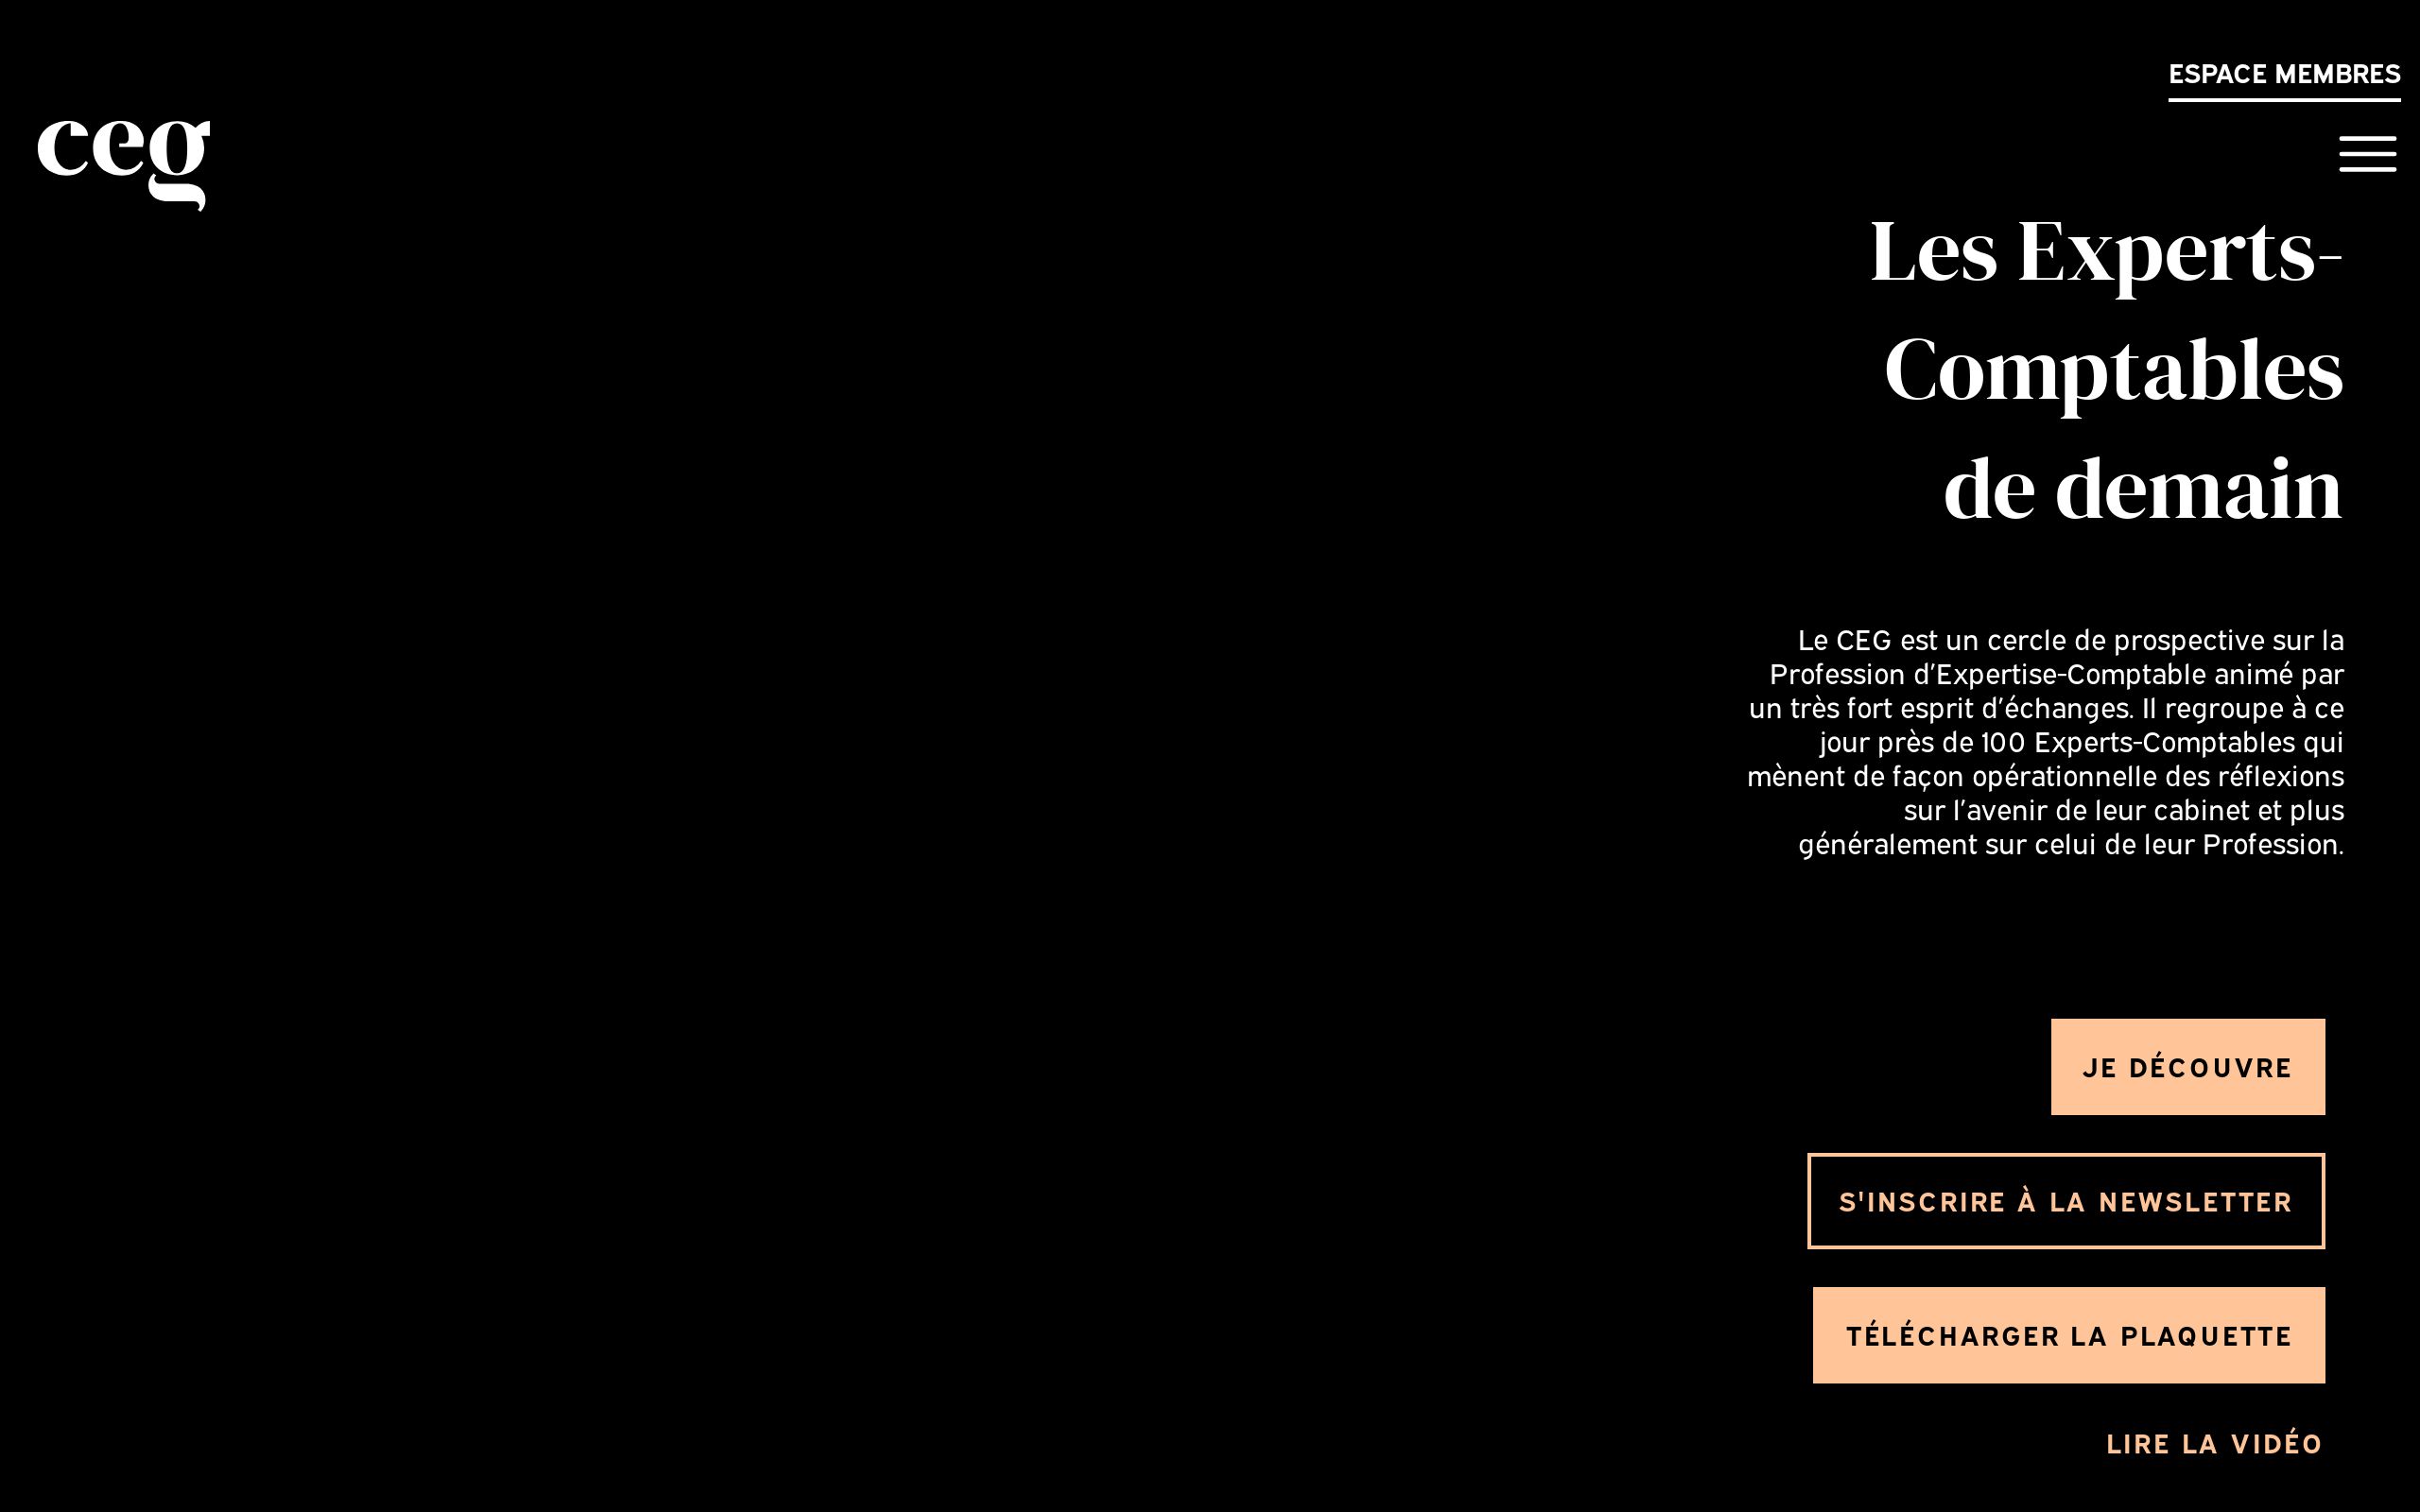 ESPACE MEMBRES
ceg
Les Experts-
Comptables
de demain
Le CEG est un cercle de prospective sur la
Profession d’Expertise-Comptable animé par
un très fort esprit d’échanges. Il regroupe à ce
jour près de 100 Experts-Comptables qui
mènent de façon opérationnelle des réflexions
sur l’avenir de leur cabinet et plus
généralement sur celui de leur Profession.
JE DÉCOUVRE
S'INSCRIRE À LA NEWSLETTER
TÉLÉCHARGER LA PLAQUETTE
LIRE LA VIDÉO